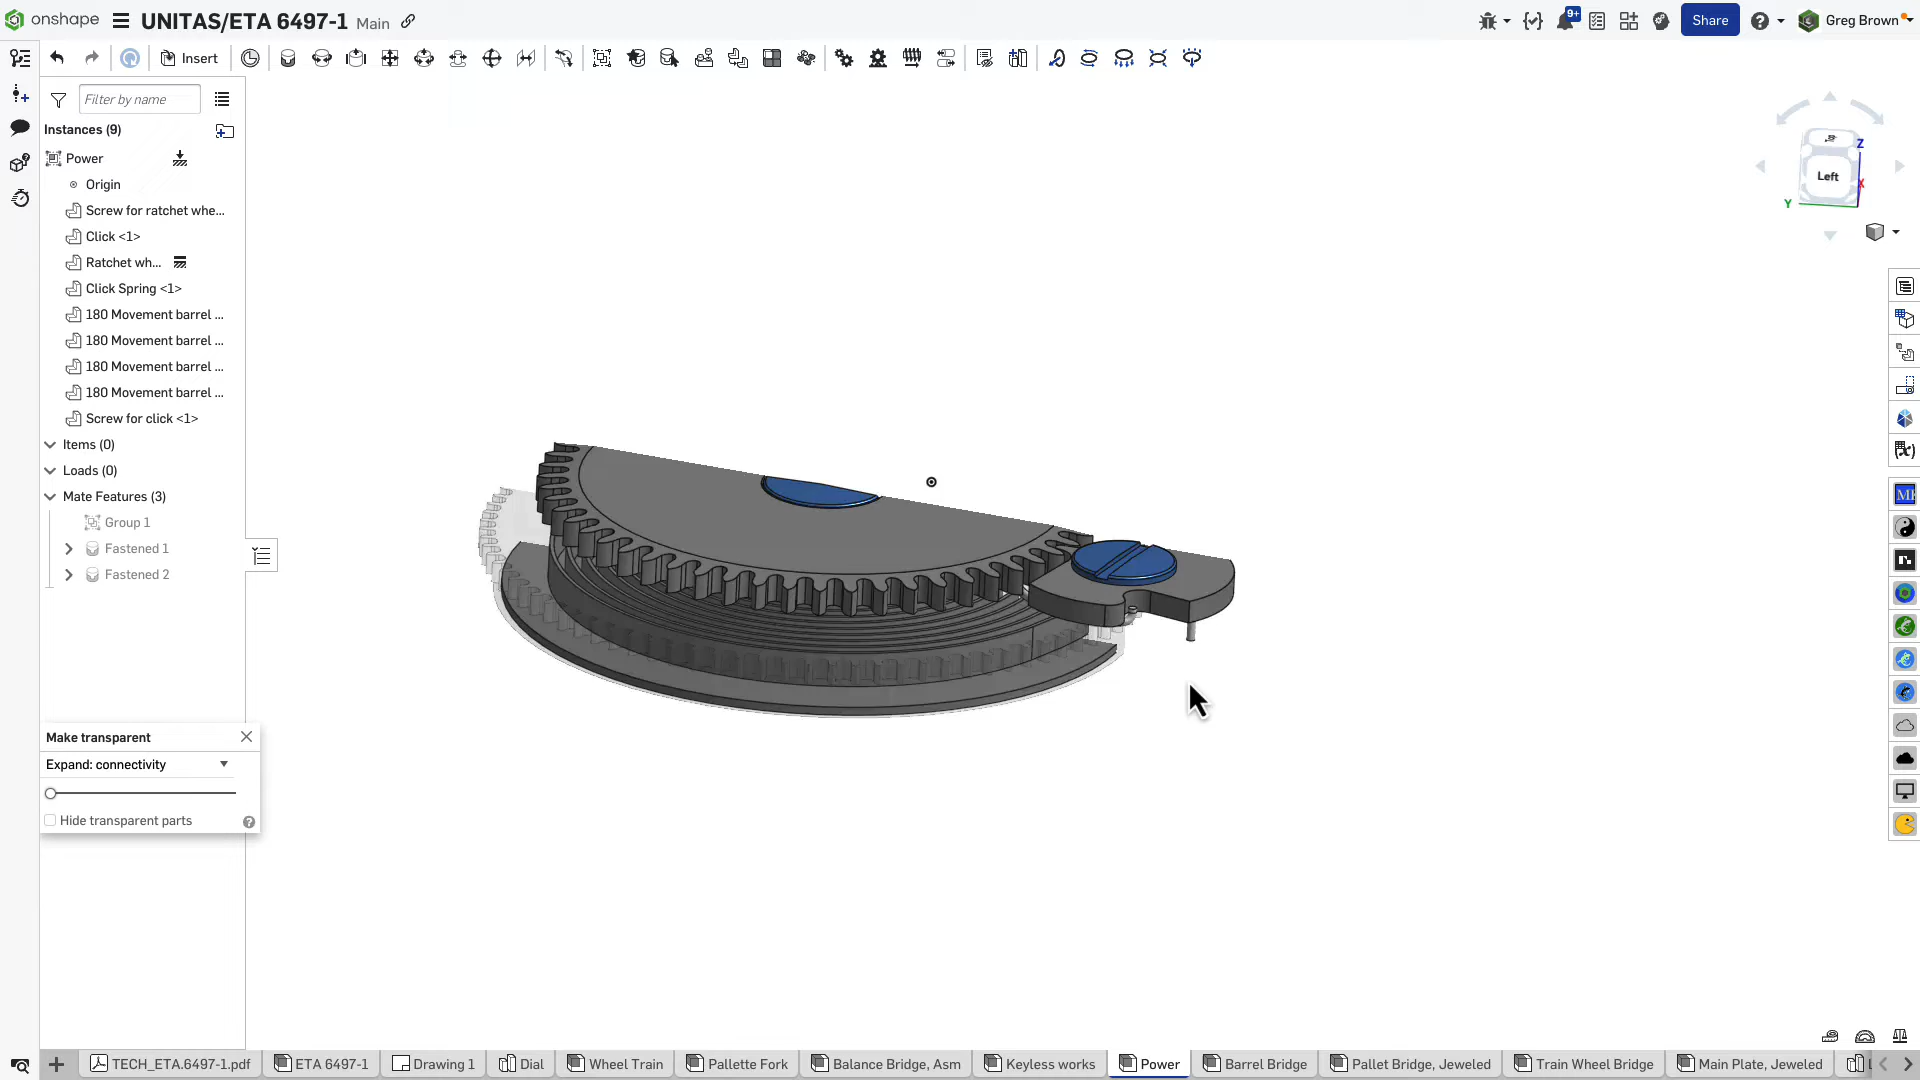 onshape
UNITAS/ETA 6497-1 Main
9+
Share
Greg Brown
Insert
Filter by name
Instances (9)
Power
Origin
Screw for ratchet whe...
Click <1>
Ratchet wh...
Click Spring <1>
180 Movement barrel ...
180 Movement barrel ...
180 Movement barrel ...
180 Movement barrel ...
Screw for click <1>
Items (0)
Loads (0)
Mate Features (3)
Group 1
Fastened 1
Fastened 2
Make transparent
Expand: connectivity
Hide transparent parts
Z
Left
X
Y
(x)
TECH_ETA.6497-1.pdf
ETA 6497-1
Drawing 1
Dial
Wheel Train
Pallette Fork
Balance Bridge, Asm
Keyless works
Power
Barrel Bridge
Pallet Bridge, Jeweled
Train Wheel Bridge
Main Plate, Jeweled